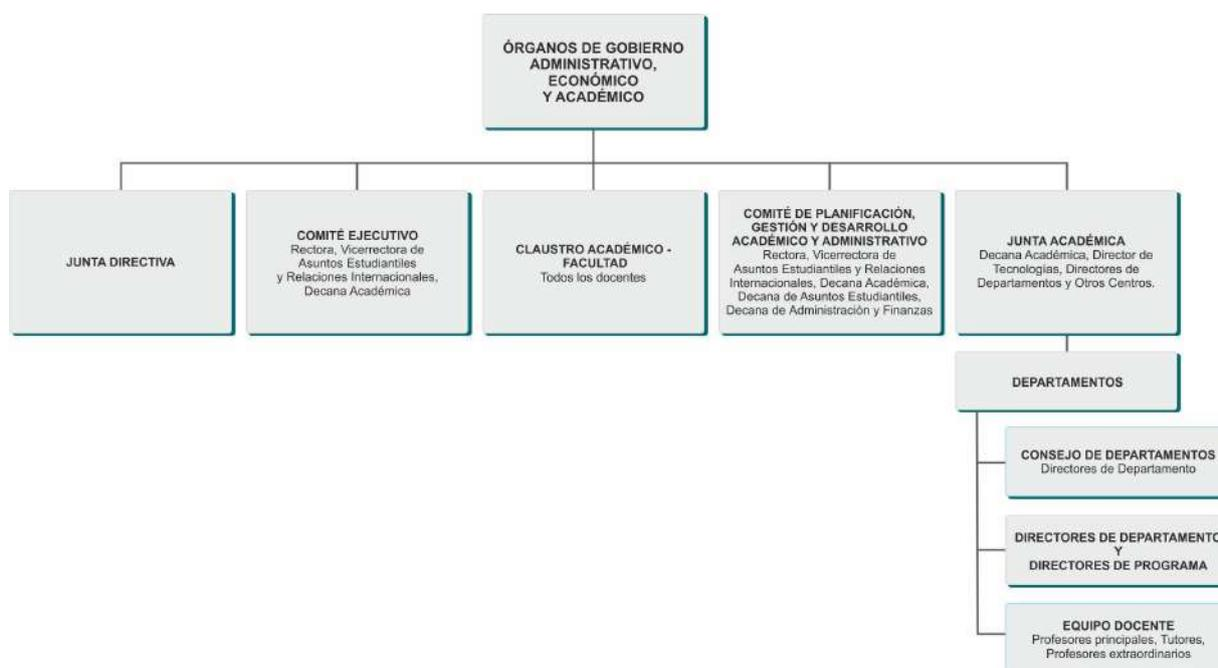 ÓRGANOS DE GOBIERNO
ADMINISTRATIVO,
ECONÓMICO
Y ACADÉMICO
JUNTA DIRECTIVA
COMITÉ EJECUTIVO
Rectora, Vicerrectora de
Asuntos Estudiantiles
y Relaciones Internacionales,
Decana Académica
CLAUSTRO ACADÉMICO -
FACULTAD
Todos los docentes
COMITÉ DE PLANIFICACIÓN,
GESTIÓN Y DESARROLLO
ACADÉMICO Y ADMINISTRATIVO
Rectora, Vicerrectora de
Asuntos Estudiantiles y Relaciones
Internacionales, Decana Académica,
Decana de Asuntos Estudiantiles,
Decana de Administración y Finanzas
JUNTA ACADÉMICA
Decana Académica, Director de
Tecnologías, Directores de
Departamentos y Otros Centros.
DEPARTAMENTOS
CONSEJO DE DEPARTAMENTOS
Directores de Departamento
DIRECTORES DE DEPARTAMENTO
Y
DIRECTORES DE PROGRAMA
EQUIPO DOCENTE
Profesores principales, Tutores,
Profesores extraordinarios